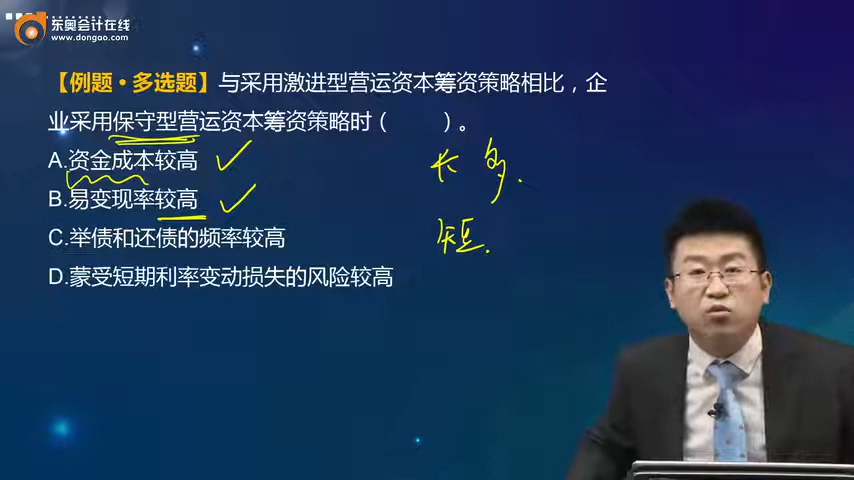 东奥会计在线
www.dongao.com
【例题·多选题】与采用激进型营运资本筹资策略相比，企
业采用保守型营运资本筹资策略时（　　）。
A.资金成本较高
B.易变现率较高
C.举债和还债的频率较高
D.蒙受短期利率变动损失的风险较高
长 多.
短.